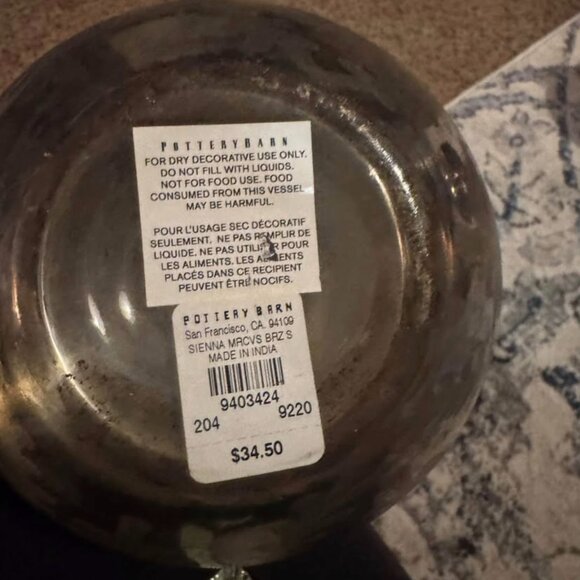 POTTERYBARN
FOR DRY DECORATIVE USE ONLY.
DO NOT FILL WITH LIQUIDS.
NOT FOR FOOD USE. FOOD
CONSUMED FROM THIS VESSEL
MAY BE HARMFUL.
POUR L'USAGE SEC DÉCORATIF
SEULEMENT. NE PAS REMPLIR DE
LIQUIDE. NE PAS UTILISER POUR
LES ALIMENTS. LES ALIMENTS
PLACÉS DANS CE RECIPIENT
PEUVENT ÊTRE NOCIFS.
POTTERY BARN
San Francisco, CA. 94109
SIENNA MRCVS BRZ S
MADE IN INDIA
9403424
204 9220
$34.50